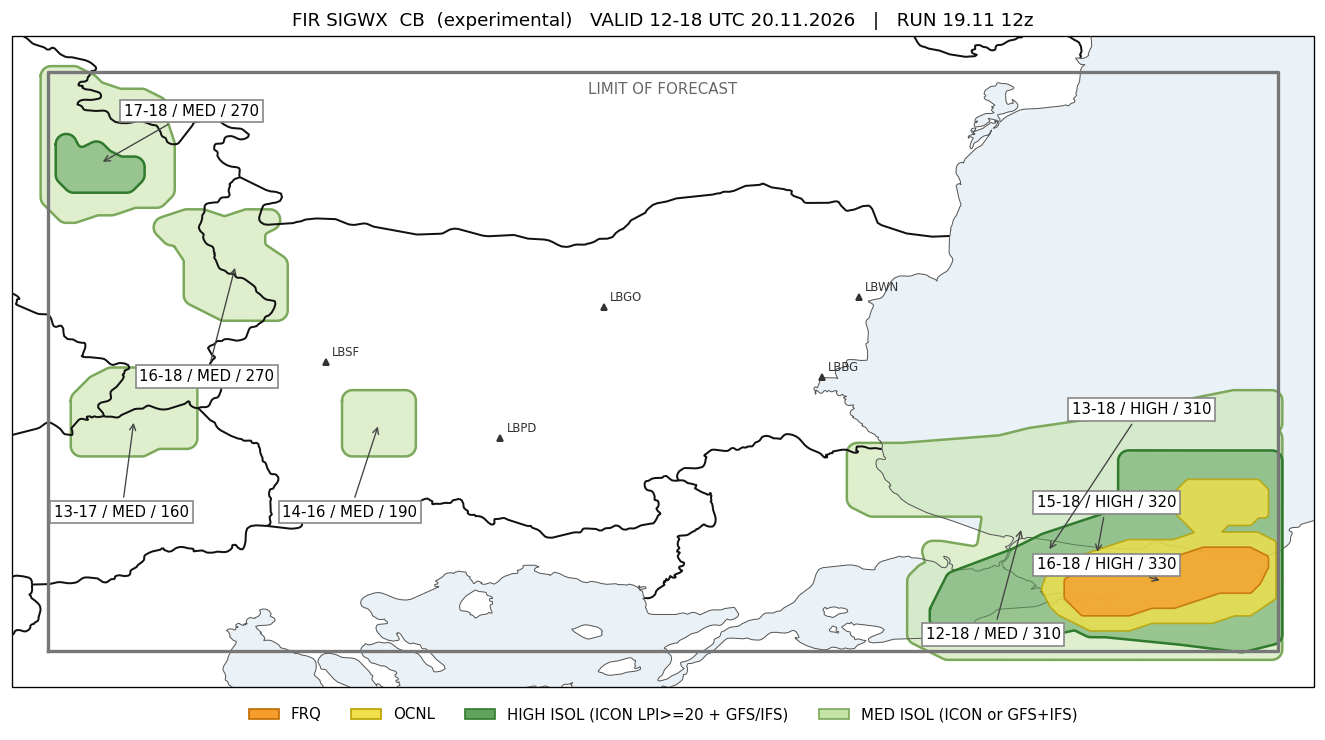 FIR SIGWX  CB  (experimental)   VALID 12-18 UTC 20.11.2026   |   RUN 19.11 12z
LIMIT OF FORECAST
17-18 / MED / 270
LBWN
LBGO
LBSF
LBBG
16-18 / MED / 270
13-18 / HIGH / 310
LBPD
15-18 / HIGH / 320
13-17 / MED / 160
14-16 / MED / 190
16-18 / HIGH / 330
12-18 / MED / 310
FRQ
OCNL
HIGH ISOL (ICON LPI>=20 + GFS/IFS)
MED ISOL (ICON or GFS+IFS)